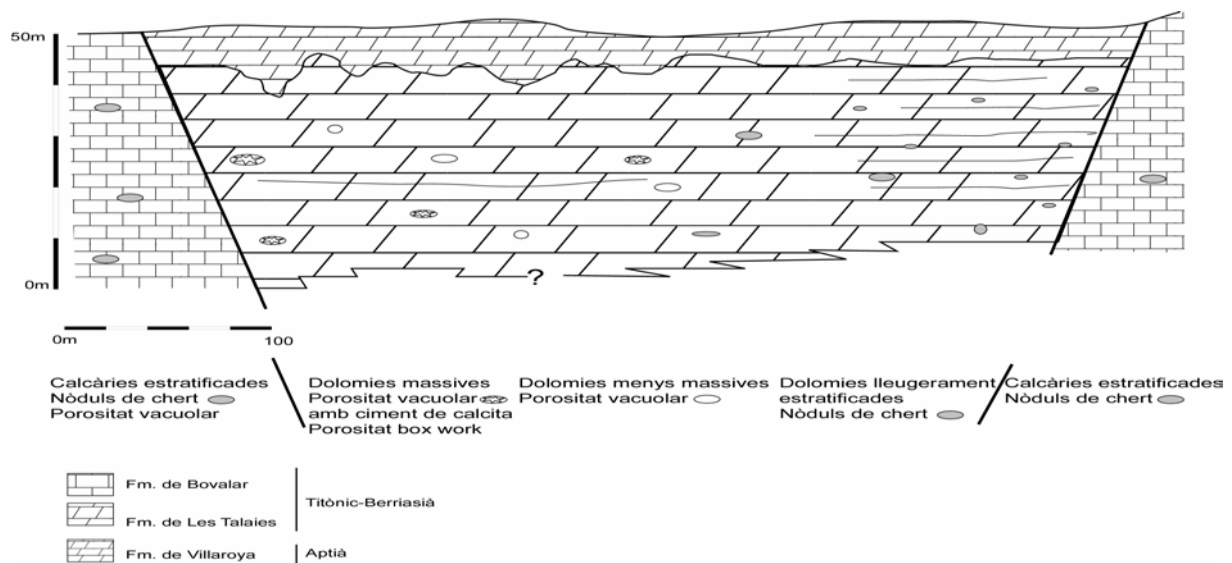 50m
0m
?
0m
100
Calcàries estratificades
Nòduls de chert
Porositat vacuolar
Dolomies massives
Porositat vacuolar
amb ciment de calcita
Porositat box work
Dolomies menys massives
Porositat vacuolar
Dolomies lleugerament
estratificades
Nòduls de chert
Calcàries estratificades
Nòduls de chert
Fm. de Bovalar
Fm. de Les Talaies
Titònic-Berriasià
Fm. de Villaroya
Aptià